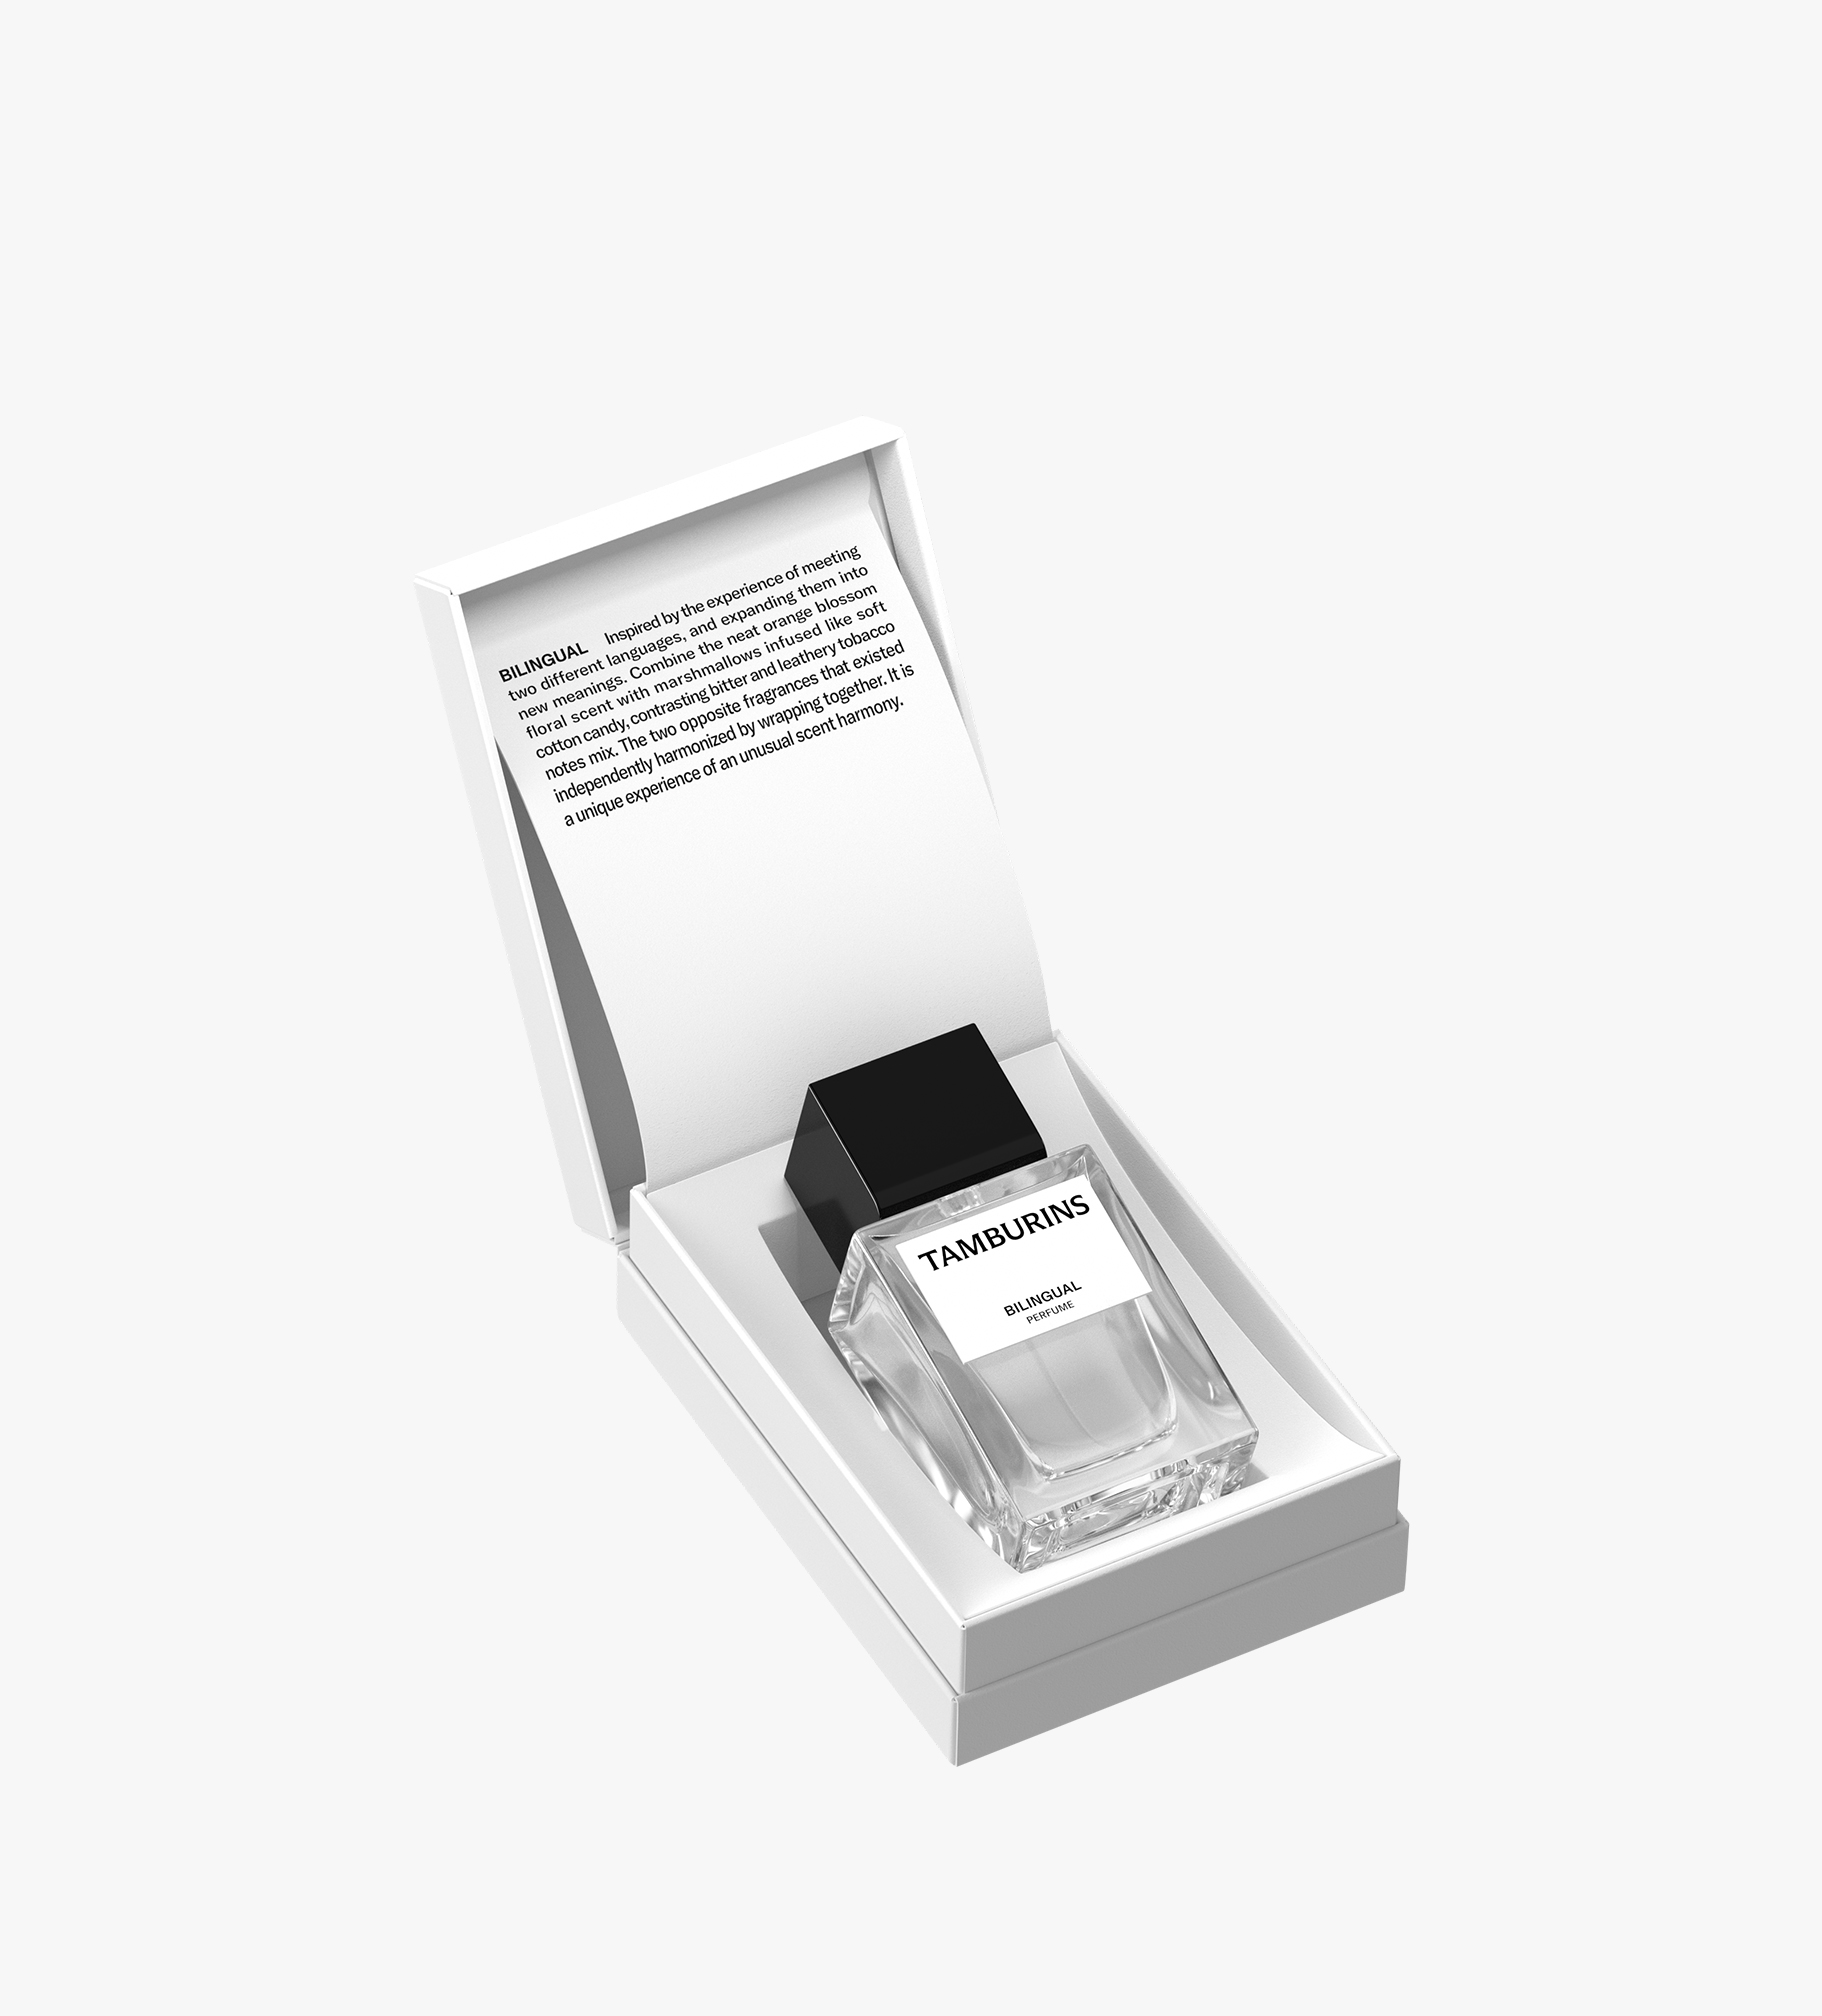 BILINGUAL Inspired by the experience of meeting
two different languages, and expanding them into
new meanings. Combine the neat orange blossom
floral scent with marshmallows infused like soft
cotton candy, contrasting bitter and leathery tobacco
notes mix. The two opposite fragrances that existed
independently harmonized by wrapping together. It is
a unique experience of an unusual scent harmony.
TAMBURINS
BILINGUAL
PERFUME